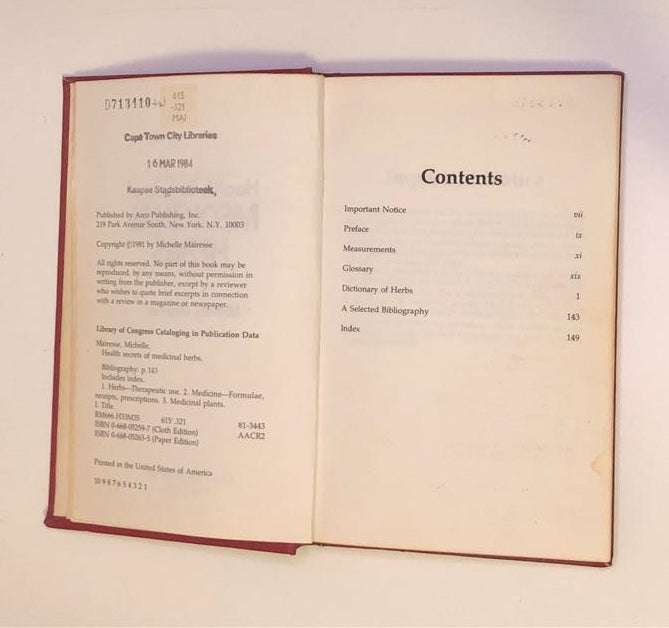 D713110
615
.321
MAI
Cape Town City Libraries
16 MAR 1984
Kaapse Stadsbiblioteek
Published by Arco Publishing, Inc.
219 Park Avenue South, New York, N.Y. 10003
Copyright ©1981 by Michelle Mairesse
All rights reserved. No part of this book may be
reproduced, by any means, without permission in
writing from the publisher, except by a reviewer
who wishes to quote brief excerpts in connection
with a review in a magazine or newspaper.
Library of Congress Cataloging in Publication Data
Mairesse, Michelle.
Health secrets of medicinal herbs.
Bibliography: p. 143
Includes index.
1. Herbs—Therapeutic use. 2. Medicine—Formulae,
receipts, prescriptions. 3. Medicinal plants.
I. Title.
RM666.H33M35 615'.321 81-3443
ISBN 0-668-05259-7 (Cloth Edition) AACR2
ISBN 0-668-05263-5 (Paper Edition)
Printed in the United States of America
10 9 8 7 6 5 4 3 2 1
Contents
Important Notice vii
Preface ix
Measurements xi
Glossary xix
Dictionary of Herbs 1
A Selected Bibliography 143
Index 149